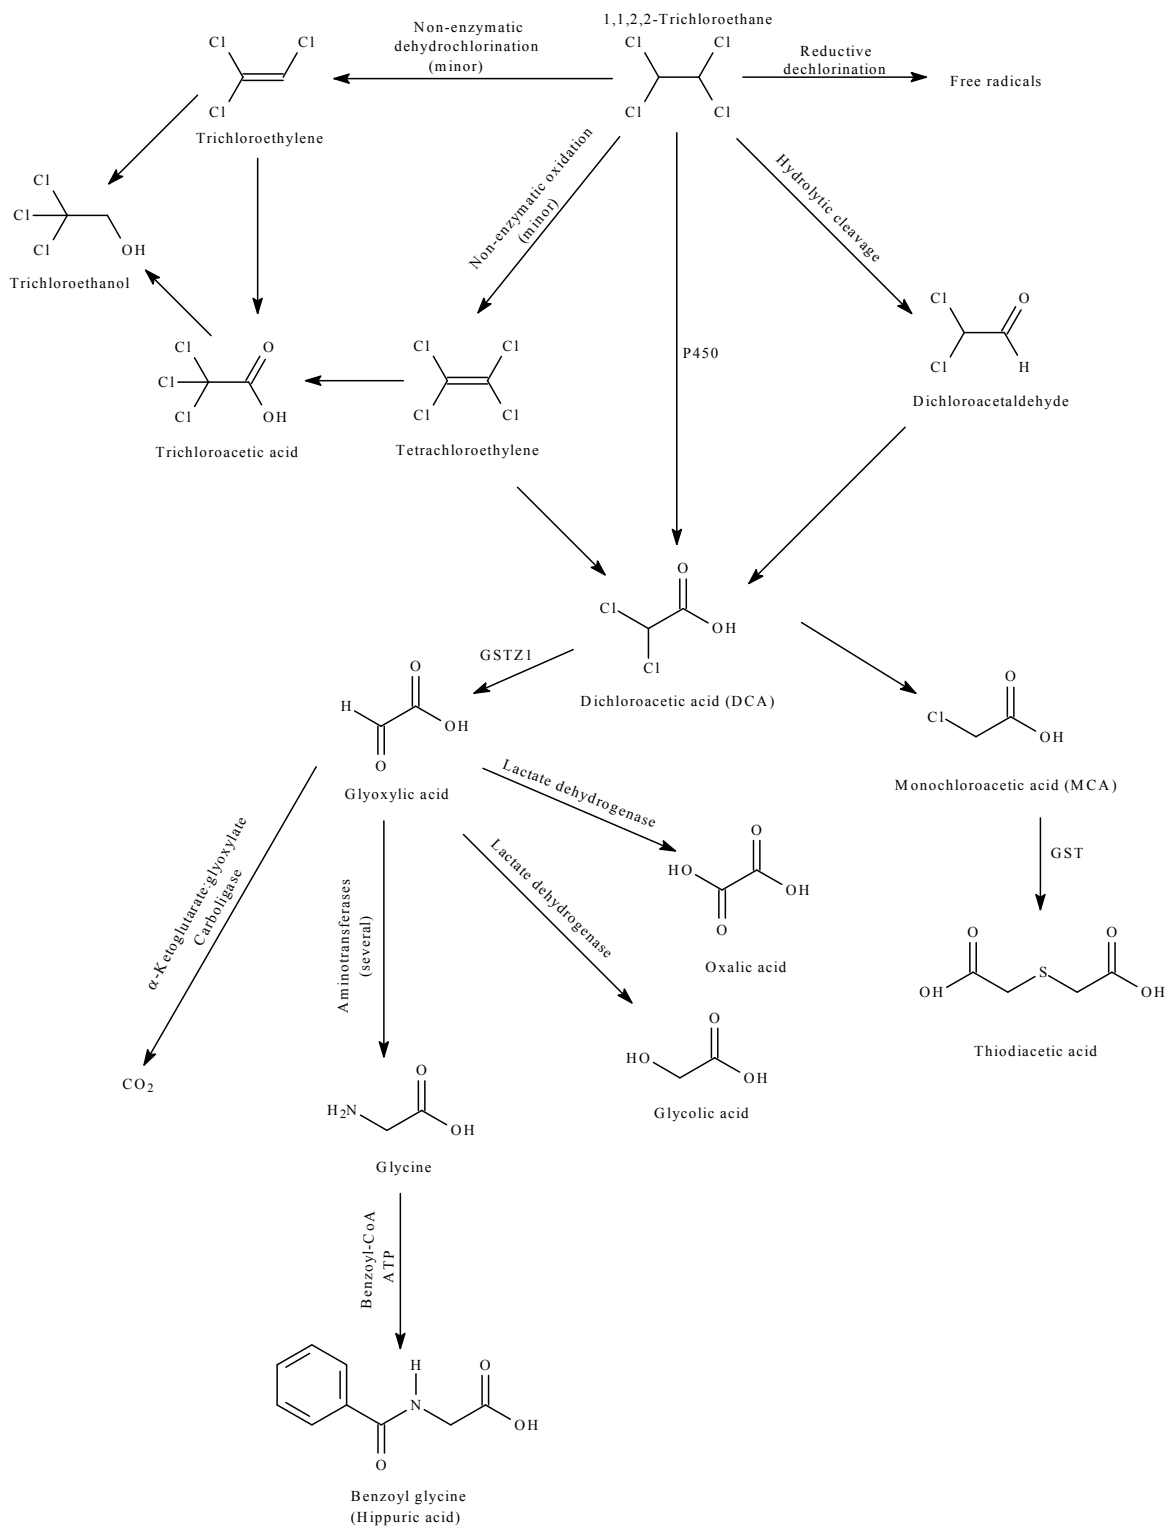 1,1,2,2-Trichloroethane
Non-enzymatic
dehydrochlorination
(minor)
Reductive
dechlorination
Free radicals
Cl
Cl
Cl
Trichloroethylene
Cl
Cl
Cl
Cl
Non-enzymatic oxidation
(minor)
P450
Hydrolytic cleavage
Cl
Cl
Cl
OH
Trichloroethanol
Cl
O
Cl
Cl
OH
Trichloroacetic acid
Cl
Cl
Cl
Cl
Tetrachloroethylene
Cl
O
Cl
H
Dichloroacetaldehyde
O
Cl
OH
Cl
Dichloroacetic acid (DCA)
GSTZ1
O
H
OH
O
Glyoxylic acid
O
Cl
OH
Monochloroacetic acid (MCA)
GST
O
O
S
OH
OH
Thiodiacetic acid
Lactate dehydrogenase
O
HO
OH
O
Oxalic acid
Lactate dehydrogenase
O
HO
OH
Glycolic acid
Aminotransferases
(several)
α-Ketoglutarate:glyoxylate
Carboligase
CO2
O
H2N
OH
Glycine
Benzoyl-CoA
ATP
H
O
N
OH
O
Benzoyl glycine
(Hippuric acid)